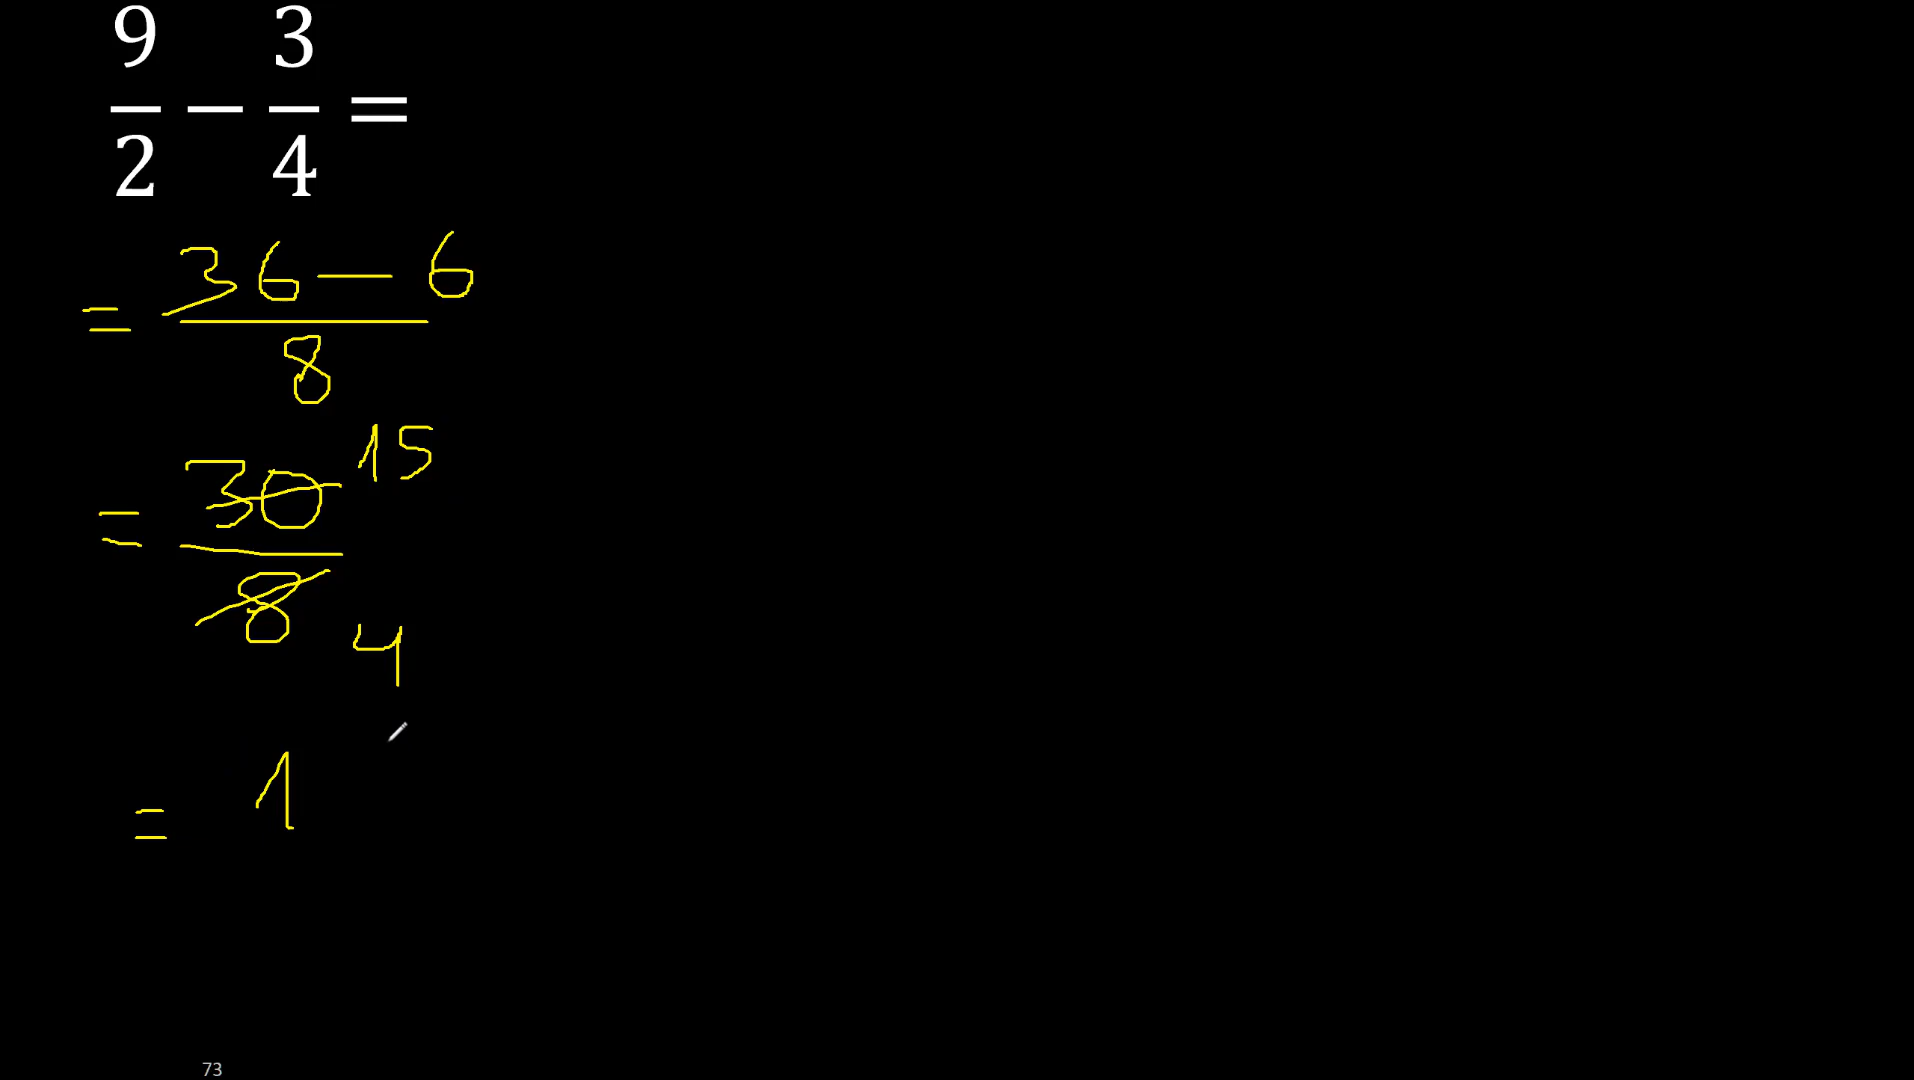 9/2 − 3/4 =
= 36 − 6 / 8
= 30/8 15/4
= 1
73